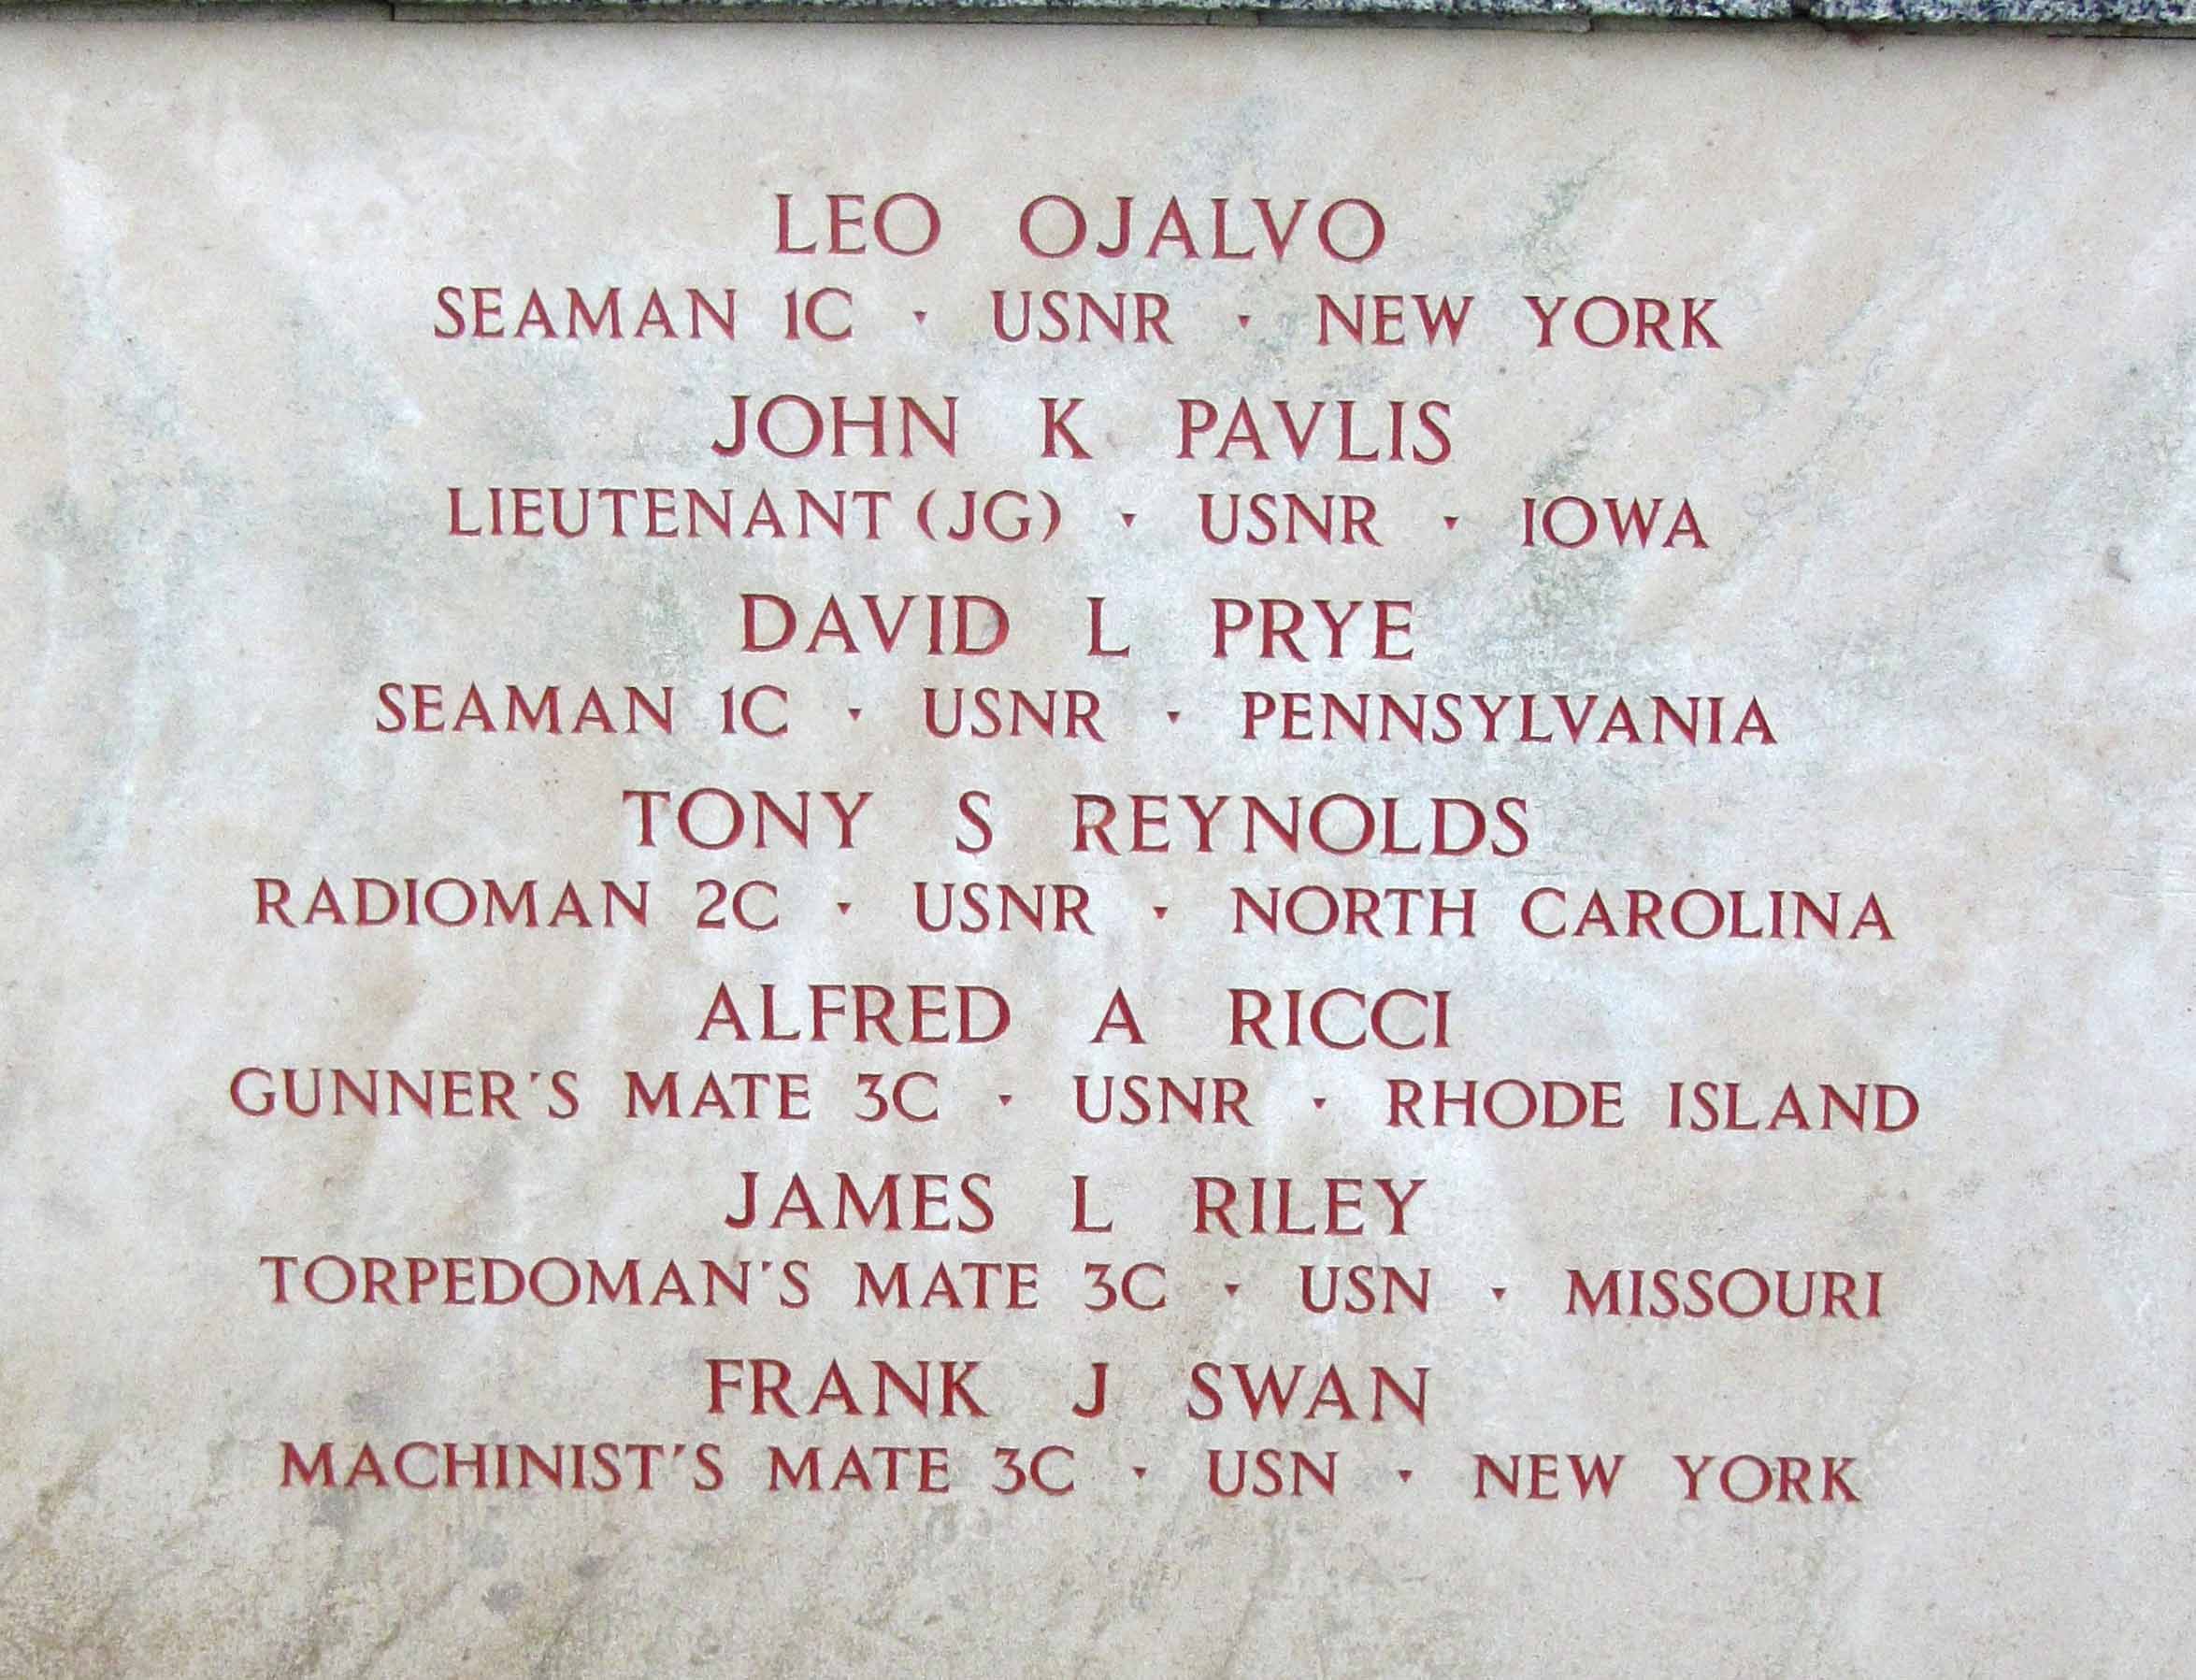 LEO OJALVO
SEAMAN 1C · USNR · NEW YORK
JOHN K PAVLIS
LIEUTENANT (JG) · USNR · IOWA
DAVID L PRYE
SEAMAN 1C · USNR · PENNSYLVANIA
TONY S REYNOLDS
RADIOMAN 2C · USNR · NORTH CAROLINA
ALFRED A RICCI
GUNNER'S MATE 3C · USNR · RHODE ISLAND
JAMES L RILEY
TORPEDOMAN'S MATE 3C · USN · MISSOURI
FRANK J SWAN
MACHINIST'S MATE 3C · USN · NEW YORK